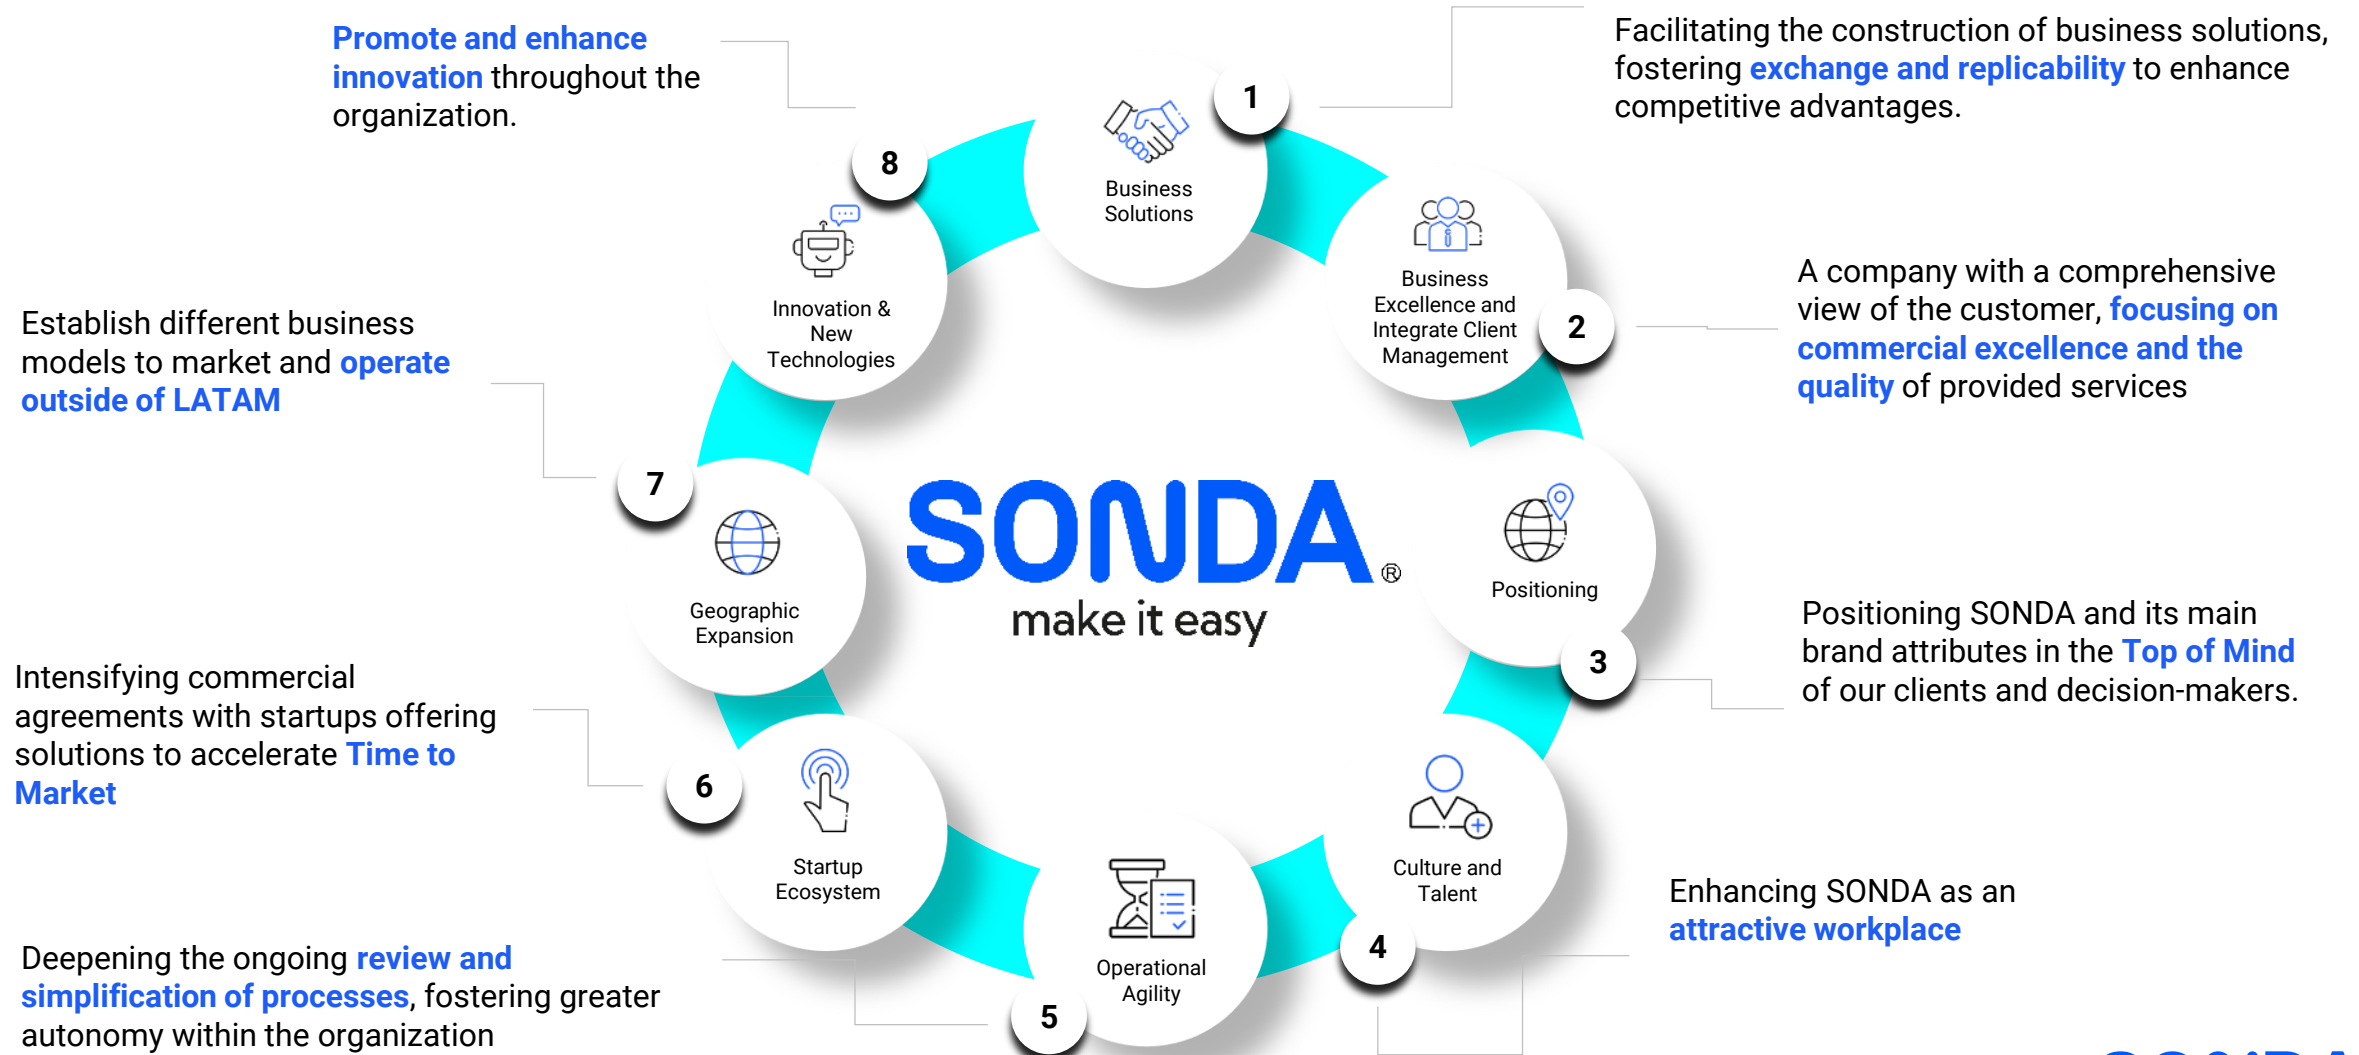 Promote and enhance
innovation throughout the
organization.
Facilitating the construction of business solutions,
fostering exchange and replicability to enhance
competitive advantages.
1
Business
Solutions
8
Innovation &
New
Technologies
Business
Excellence and
Integrate Client
Management
2
A company with a comprehensive
view of the customer, focusing on
commercial excellence and the
quality of provided services
Establish different business
models to market and operate
outside of LATAM
7
Geographic
Expansion
SONDA®
make it easy
Positioning
3
Positioning SONDA and its main
brand attributes in the Top of Mind
of our clients and decision-makers.
Intensifying commercial
agreements with startups offering
solutions to accelerate Time to
Market
6
Startup
Ecosystem
Culture and
Talent
4
Enhancing SONDA as an
attractive workplace
Operational
Agility
5
Deepening the ongoing review and
simplification of processes, fostering greater
autonomy within the organization